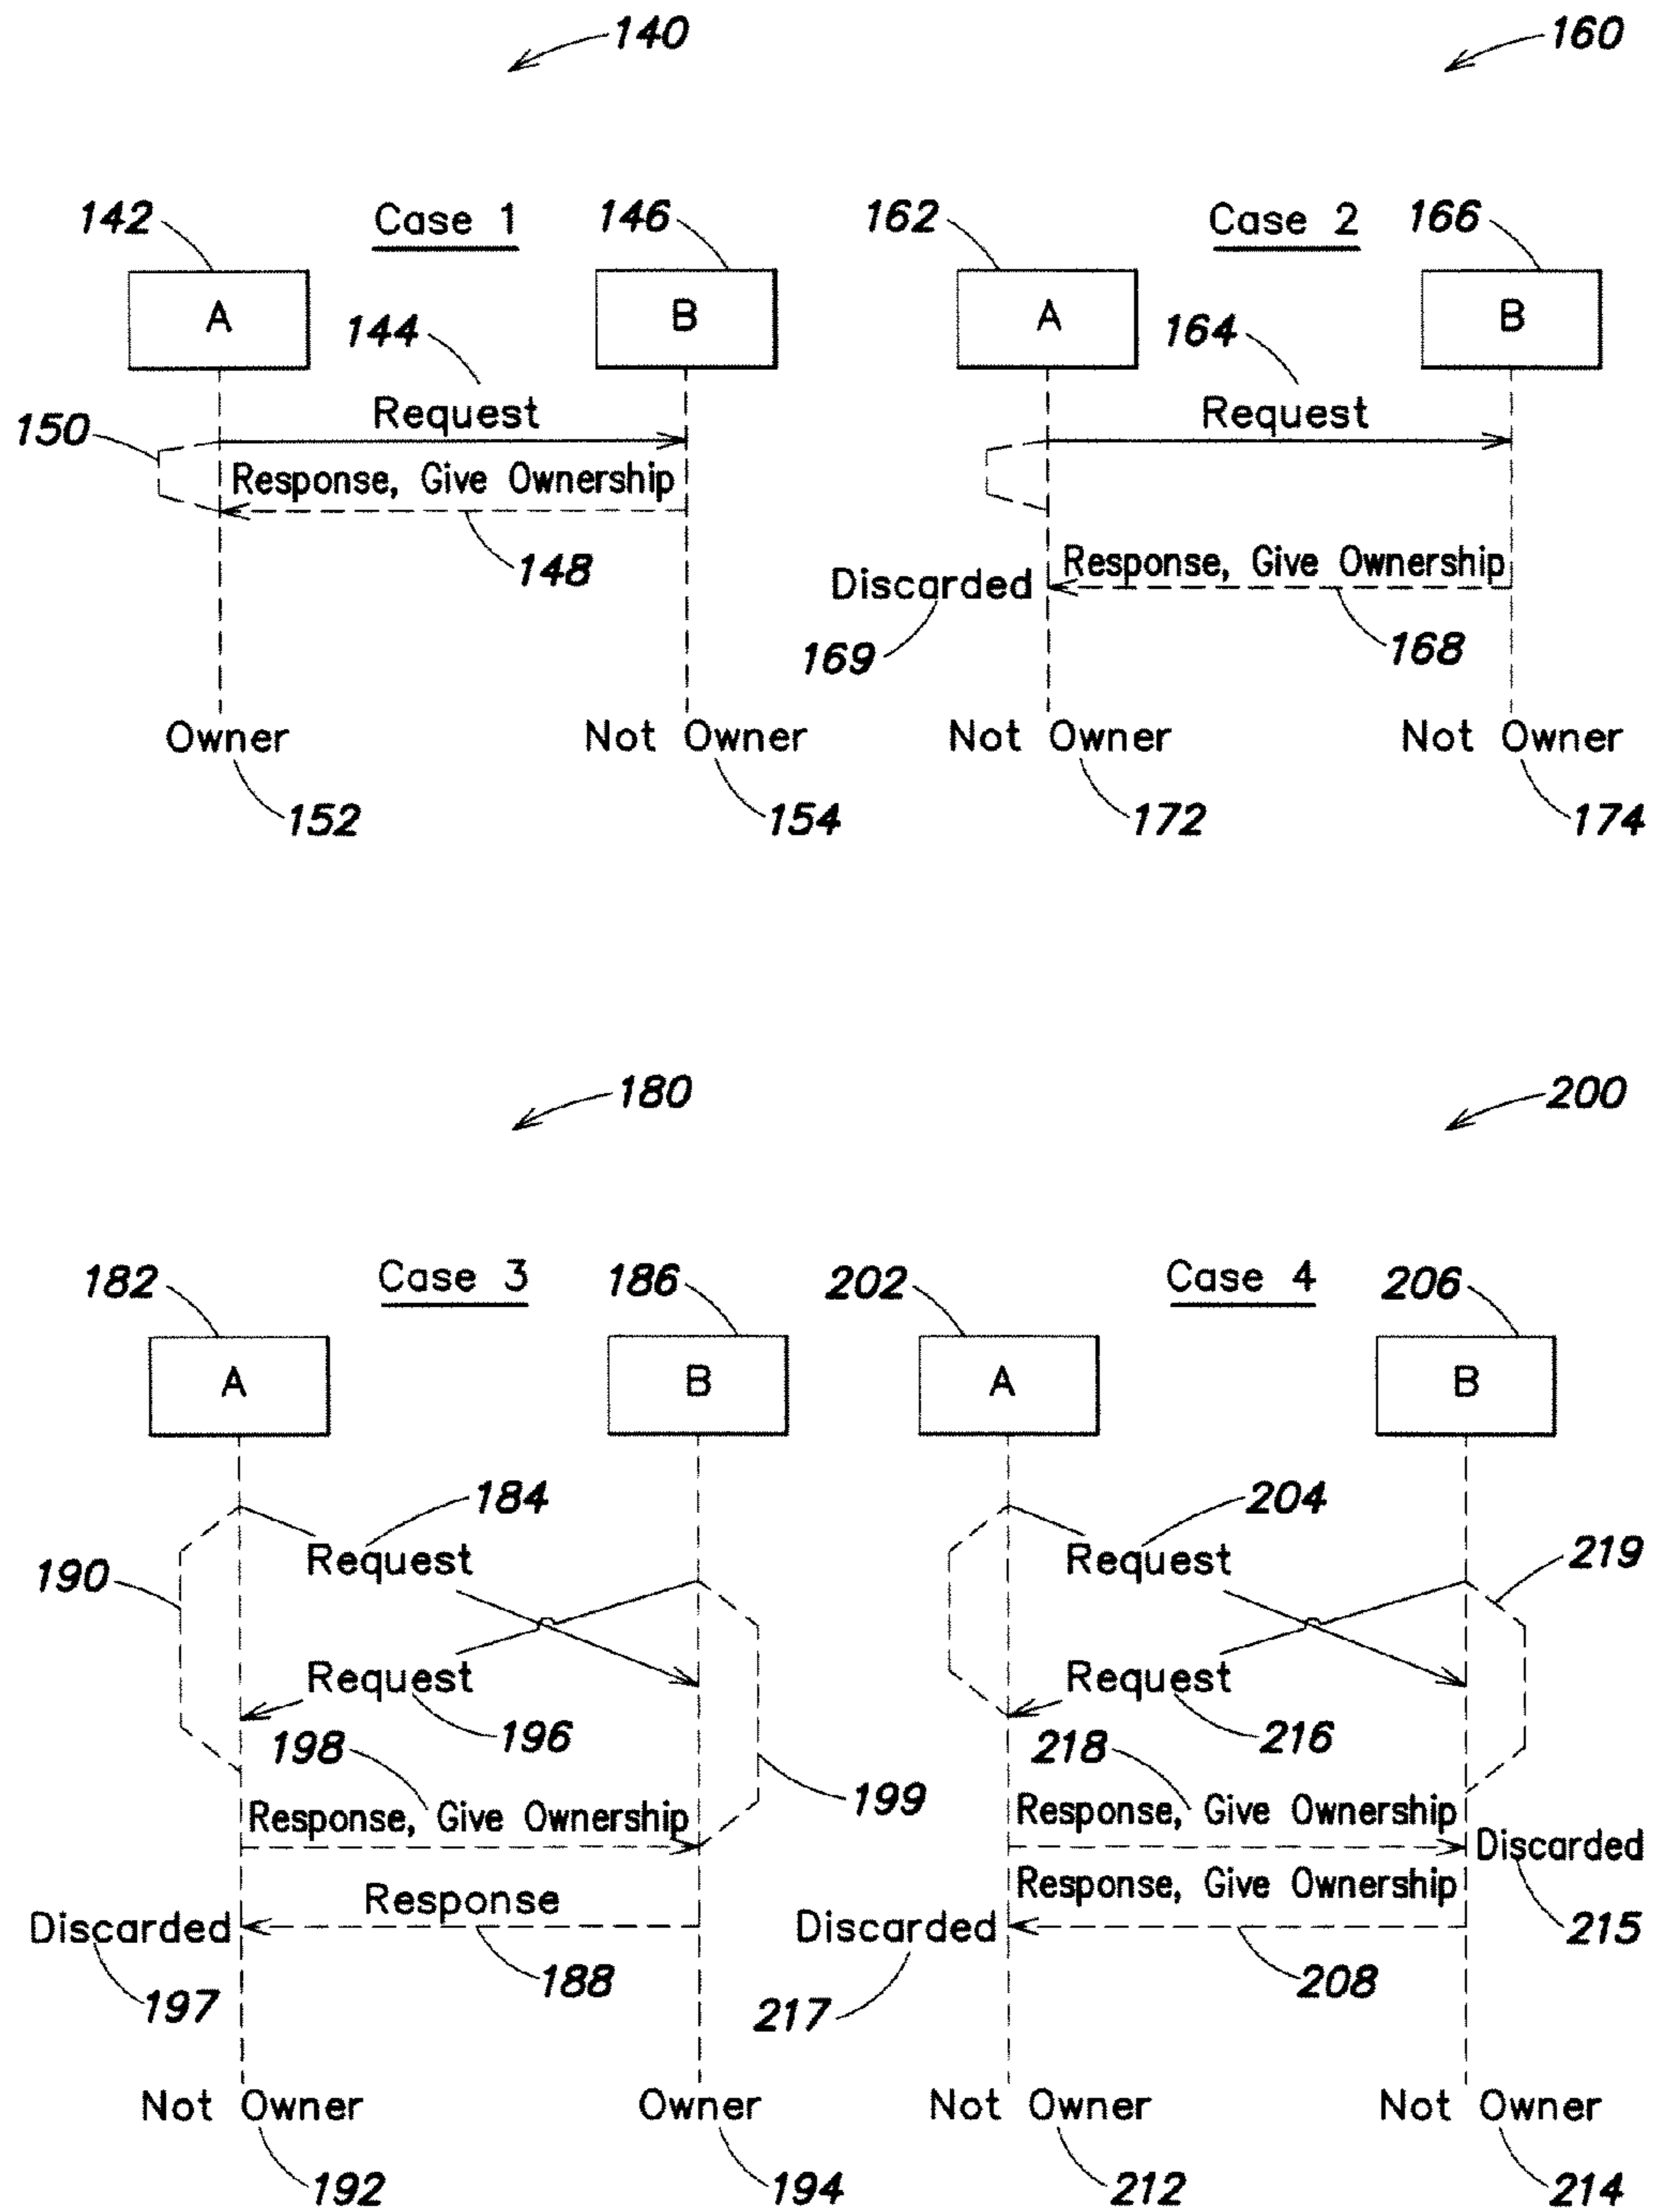 140
160
142
Case 1
146
162
Case 2
166
A
B
A
B
144
164
150
Request
Request
Response, Give Ownership
148
Response, Give Ownership
Discarded
169
168
Owner
Not Owner
Not Owner
Not Owner
152
154
172
174
180
200
182
Case 3
186
202
Case 4
206
A
B
A
B
184
204
190
Request
Request
219
Request
Request
198
196
218
216
199
Response, Give Ownership
Response, Give Ownership
Discarded
Response
Response, Give Ownership
Discarded
Discarded
215
197
188
217
208
Not Owner
Owner
Not Owner
Not Owner
192
194
212
214